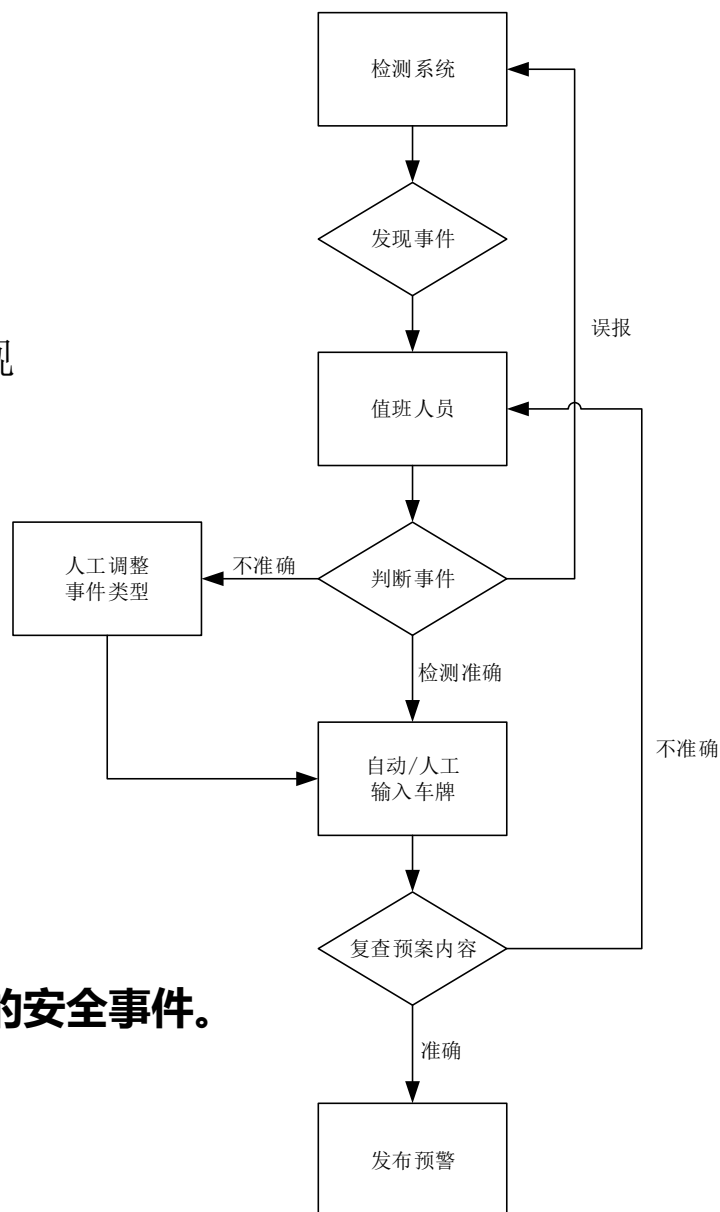 检测系统
发现事件
误报
现
值班人员
人工调整
事件类型
不准确
判断事件
检测准确
自动/人工
输入车牌
不准确
复查预案内容
的安全事件。
准确
发布预警